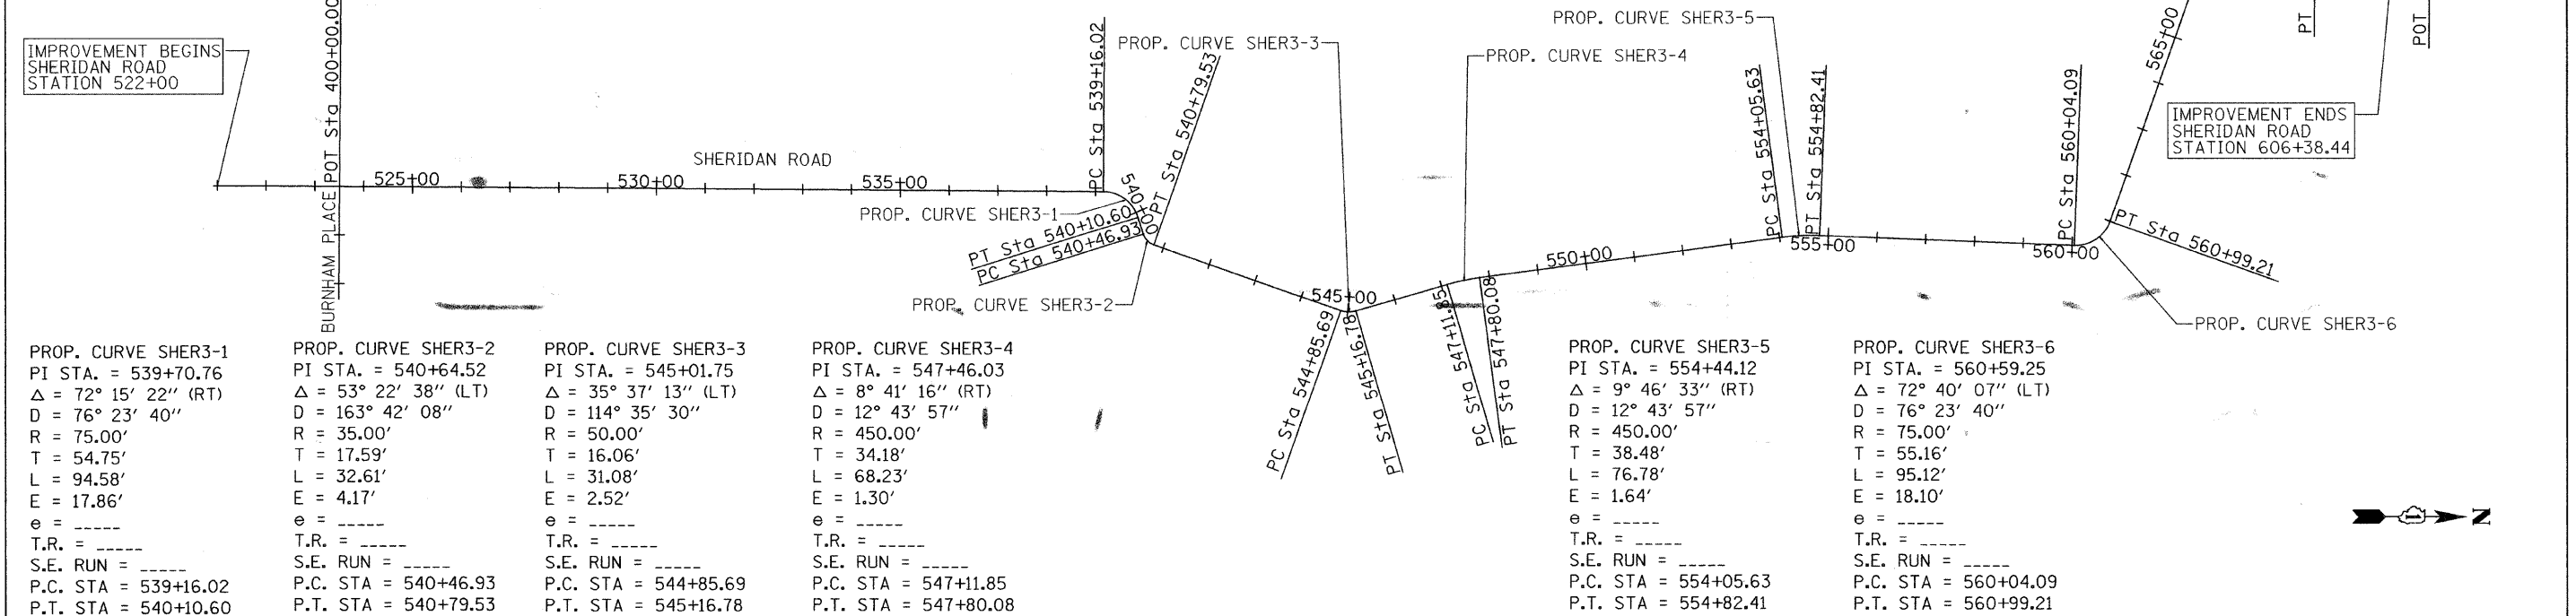 IMPROVEMENT BEGINS
SHERIDAN ROAD
STATION 522+00
BURNHAM PLACE POT Sta 400+00.00
525+00
530+00
SHERIDAN ROAD
535+00
PC Sta 539+16.02
540+00
PT Sta 540+79.53
PROP. CURVE SHER3-1
PT Sta 540+10.60
PC Sta 540+46.93
PROP. CURVE SHER3-2
PROP. CURVE SHER3-3
545+00
PC Sta 544+85.69
PT Sta 545+16.78
PROP. CURVE SHER3-4
PC Sta 547+11.85
PT Sta 547+80.08
550+00
PROP. CURVE SHER3-5
PC Sta 554+05.63
PT Sta 554+82.41
555+00
PC Sta 560+04.09
560+00
PT Sta 560+99.21
565+00
PROP. CURVE SHER3-6
PT
POT
IMPROVEMENT ENDS
SHERIDAN ROAD
STATION 606+38.44
PROP. CURVE SHER3-1
PI STA. = 539+70.76
Δ = 72° 15' 22" (RT)
D = 76° 23' 40"
R = 75.00'
T = 54.75'
L = 94.58'
E = 17.86'
e = _____
T.R. = _____
S.E. RUN = _____
P.C. STA = 539+16.02
P.T. STA = 540+10.60
PROP. CURVE SHER3-2
PI STA. = 540+64.52
Δ = 53° 22' 38" (LT)
D = 163° 42' 08"
R = 35.00'
T = 17.59'
L = 32.61'
E = 4.17'
e = _____
T.R. = _____
S.E. RUN = _____
P.C. STA = 540+46.93
P.T. STA = 540+79.53
PROP. CURVE SHER3-3
PI STA. = 545+01.75
Δ = 35° 37' 13" (LT)
D = 114° 35' 30"
R = 50.00'
T = 16.06'
L = 31.08'
E = 2.52'
e = _____
T.R. = _____
S.E. RUN = _____
P.C. STA = 544+85.69
P.T. STA = 545+16.78
PROP. CURVE SHER3-4
PI STA. = 547+46.03
Δ = 8° 41' 16" (RT)
D = 12° 43' 57"
R = 450.00'
T = 34.18'
L = 68.23'
E = 1.30'
e = _____
T.R. = _____
S.E. RUN = _____
P.C. STA = 547+11.85
P.T. STA = 547+80.08
PROP. CURVE SHER3-5
PI STA. = 554+44.12
Δ = 9° 46' 33" (RT)
D = 12° 43' 57"
R = 450.00'
T = 38.48'
L = 76.78'
E = 1.64'
e = _____
T.R. = _____
S.E. RUN = _____
P.C. STA = 554+05.63
P.T. STA = 554+82.41
PROP. CURVE SHER3-6
PI STA. = 560+59.25
Δ = 72° 40' 07" (LT)
D = 76° 23' 40"
R = 75.00'
T = 55.16'
L = 95.12'
E = 18.10'
e = _____
T.R. = _____
S.E. RUN = _____
P.C. STA = 560+04.09
P.T. STA = 560+99.21
N